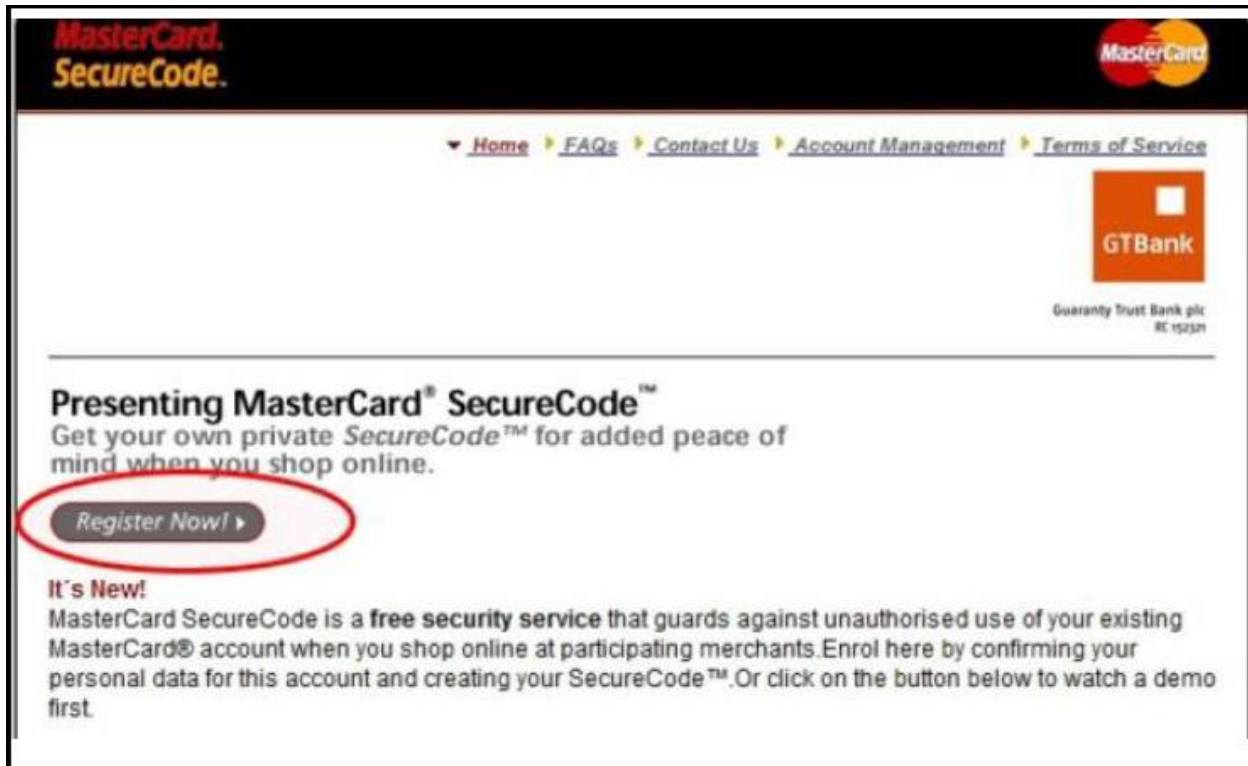 MasterCard.
SecureCode.
MasterCard
Home FAQs Contact Us Account Management Terms of Service
GTBank
Guaranty Trust Bank plc
RC 152321
Presenting MasterCard® SecureCode™
Get your own private SecureCode™ for added peace of
mind when you shop online.
Register Now!
It´s New!
MasterCard SecureCode is a free security service that guards against unauthorised use of your existing
MasterCard® account when you shop online at participating merchants.Enrol here by confirming your
personal data for this account and creating your SecureCode™.Or click on the button below to watch a demo
first.